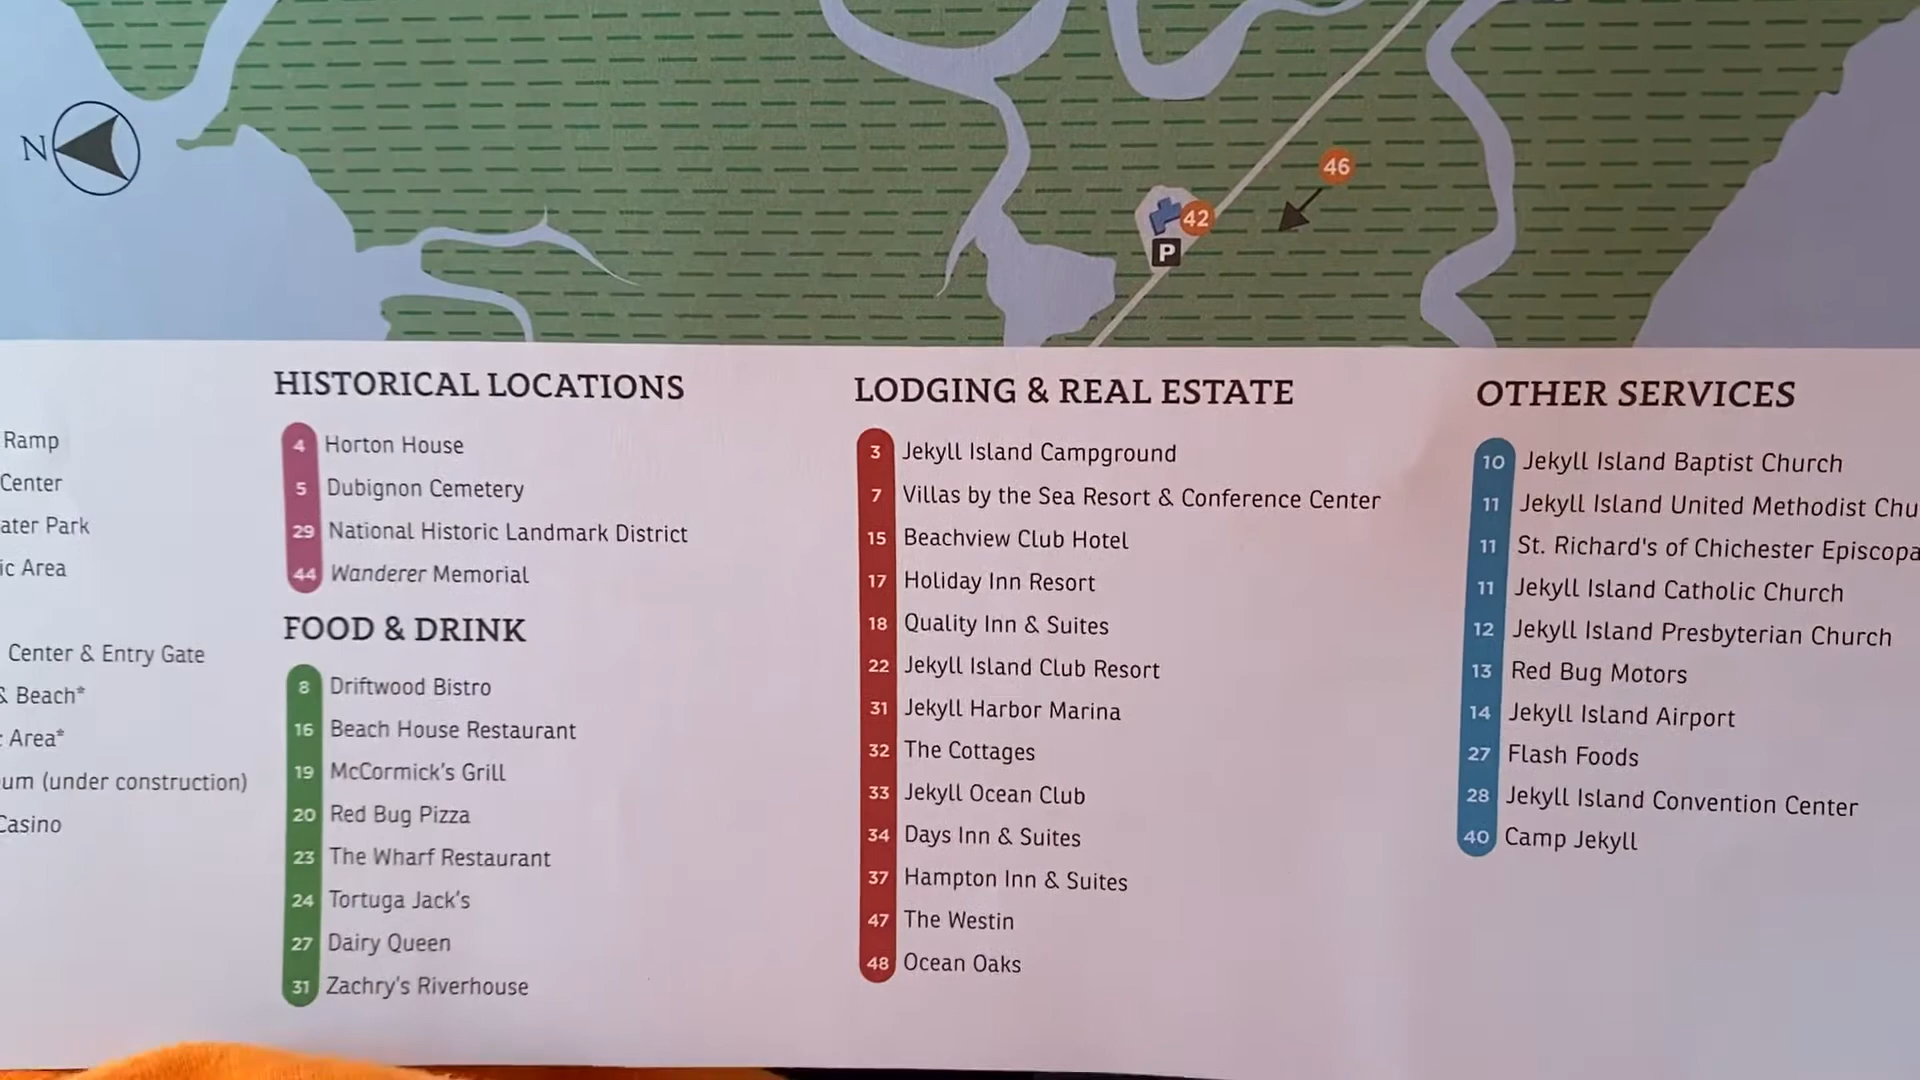 N
46
42
P
Ramp
Center
ater Park
ic Area
Center & Entry Gate
& Beach*
Area*
um (under construction)
Casino
HISTORICAL LOCATIONS
4 Horton House
5 Dubignon Cemetery
29 National Historic Landmark District
44 Wanderer Memorial
FOOD & DRINK
8 Driftwood Bistro
16 Beach House Restaurant
19 McCormick's Grill
20 Red Bug Pizza
23 The Wharf Restaurant
24 Tortuga Jack's
27 Dairy Queen
31 Zachry's Riverhouse
LODGING & REAL ESTATE
3 Jekyll Island Campground
7 Villas by the Sea Resort & Conference Center
15 Beachview Club Hotel
17 Holiday Inn Resort
18 Quality Inn & Suites
22 Jekyll Island Club Resort
31 Jekyll Harbor Marina
32 The Cottages
33 Jekyll Ocean Club
34 Days Inn & Suites
37 Hampton Inn & Suites
47 The Westin
48 Ocean Oaks
OTHER SERVICES
10 Jekyll Island Baptist Church
11 Jekyll Island United Methodist Chu
11 St. Richard's of Chichester Episcopa
11 Jekyll Island Catholic Church
12 Jekyll Island Presbyterian Church
13 Red Bug Motors
14 Jekyll Island Airport
27 Flash Foods
28 Jekyll Island Convention Center
40 Camp Jekyll